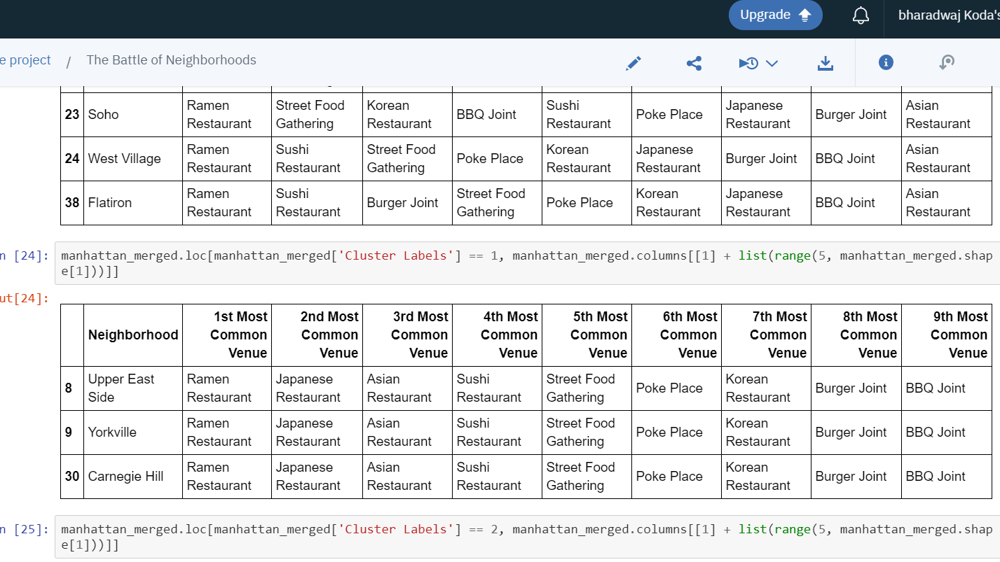 Upgrade bharadwaj Koda's
e project / The Battle of Neighborhoods
23 Soho Ramen Restaurant Street Food Gathering Korean Restaurant BBQ Joint Sushi Restaurant Poke Place Japanese Restaurant Burger Joint Asian Restaurant
24 West Village Ramen Restaurant Sushi Restaurant Street Food Gathering Poke Place Korean Restaurant Japanese Restaurant Burger Joint BBQ Joint Asian Restaurant
38 Flatiron Ramen Restaurant Sushi Restaurant Burger Joint Street Food Gathering Poke Place Korean Restaurant Japanese Restaurant BBQ Joint Asian Restaurant
n [24]: manhattan_merged.loc[manhattan_merged['Cluster Labels'] == 1, manhattan_merged.columns[[1] + list(range(5, manhattan_merged.shap
e[1]))]]
ut[24]:
Neighborhood 1st Most Common Venue 2nd Most Common Venue 3rd Most Common Venue 4th Most Common Venue 5th Most Common Venue 6th Most Common Venue 7th Most Common Venue 8th Most Common Venue 9th Most Common Venue
8 Upper East Side Ramen Restaurant Japanese Restaurant Asian Restaurant Sushi Restaurant Street Food Gathering Poke Place Korean Restaurant Burger Joint BBQ Joint
9 Yorkville Ramen Restaurant Japanese Restaurant Asian Restaurant Sushi Restaurant Street Food Gathering Poke Place Korean Restaurant Burger Joint BBQ Joint
30 Carnegie Hill Ramen Restaurant Japanese Restaurant Asian Restaurant Sushi Restaurant Street Food Gathering Poke Place Korean Restaurant Burger Joint BBQ Joint
n [25]: manhattan_merged.loc[manhattan_merged['Cluster Labels'] == 2, manhattan_merged.columns[[1] + list(range(5, manhattan_merged.shap
e[1]))]]